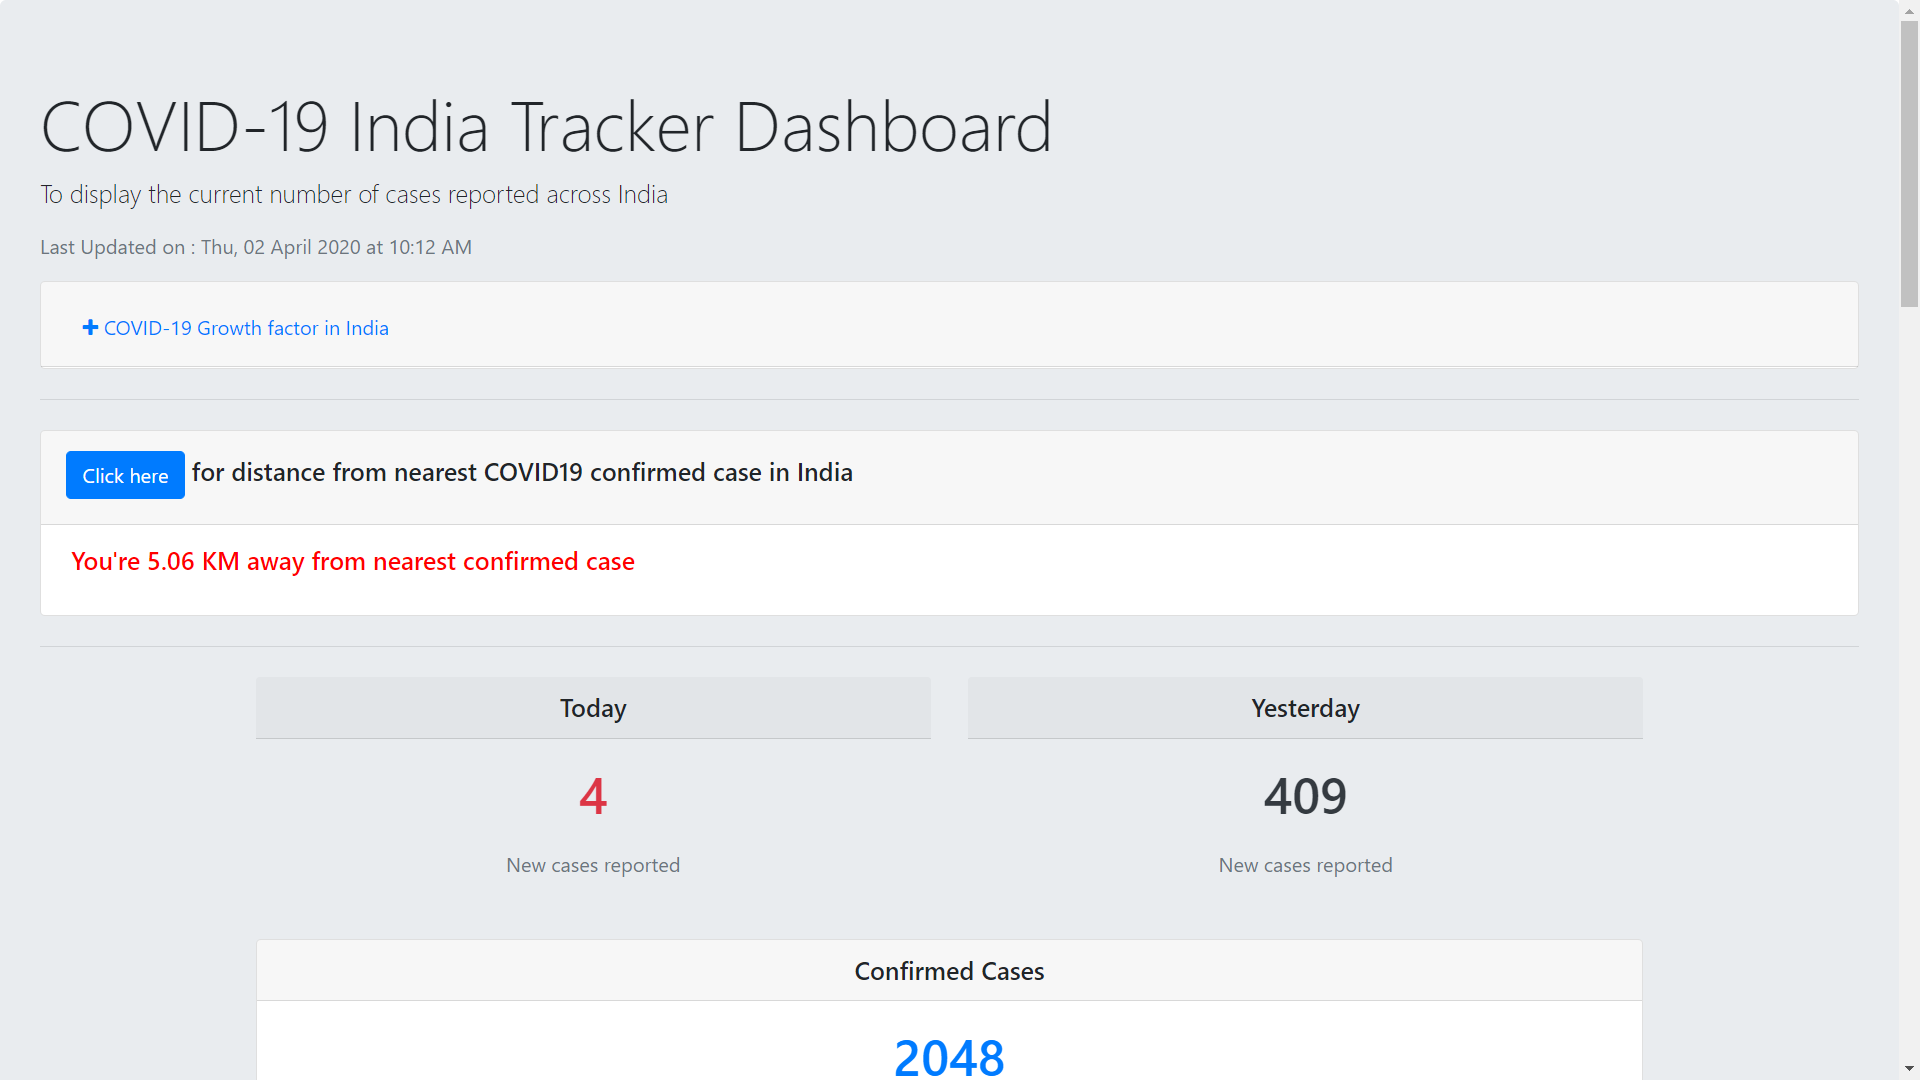 COVID-19 India Tracker Dashboard
To display the current number of cases reported across India
Last Updated on : Thu, 02 April 2020 at 10:12 AM
COVID-19 Growth factor in India
Click here for distance from nearest COVID19 confirmed case in India
You're 5.06 KM away from nearest confirmed case
Today
4
New cases reported
Yesterday
409
New cases reported
Confirmed Cases
2048